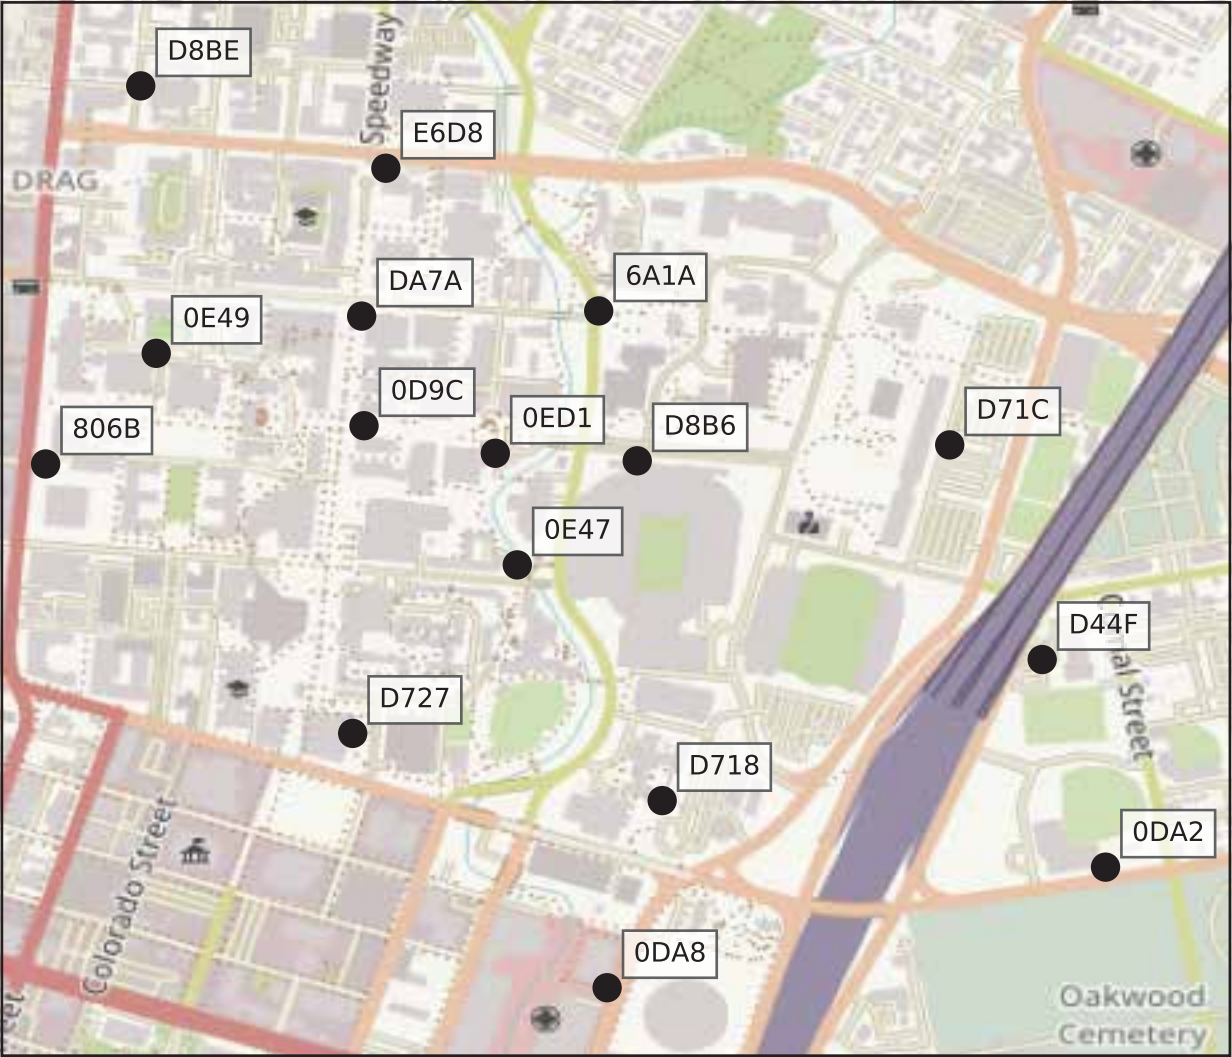 D8BE
Speedway
E6D8
DRAG
DA7A
6A1A
0E49
0D9C
0ED1
D8B6
D71C
806B
0E47
D44F
D727
D718
0DA2
Street
Colorado Street
0DA8
Oakwood
Cemetery